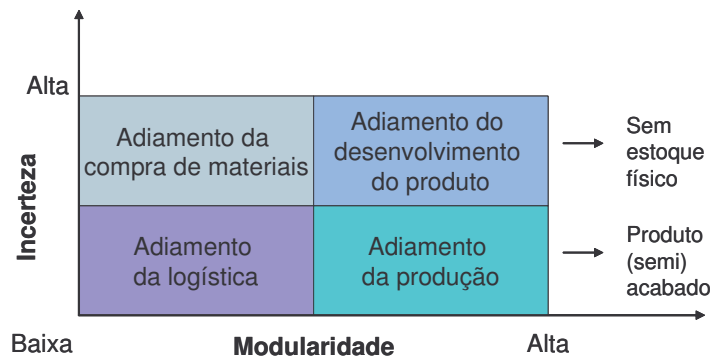 Alta
Incerteza
Adiamento da
compra de materiais
Adiamento do
desenvolvimento
do produto
Sem
estoque
físico
Adiamento
da logística
Adiamento
da produção
Produto
(semi)
acabado
Baixa
Modularidade
Alta